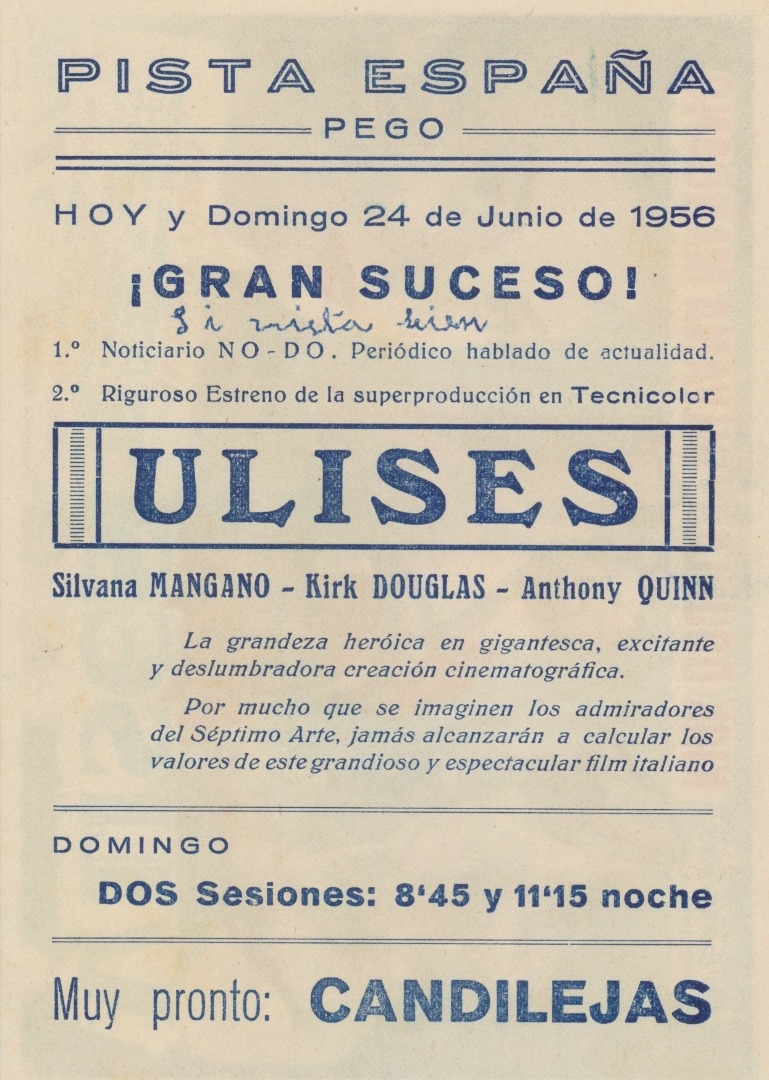 PISTA ESPAÑA
PEGO
HOY y Domingo 24 de Junio de 1956
¡GRAN SUCESO!
Si vista bien
1.º Noticiario NO-DO. Periódico hablado de actualidad.
2.º Riguroso Estreno de la superproducción en Tecnicolor
ULISES
Silvana MANGANO - Kirk DOUGLAS - Anthony QUINN
La grandeza heróica en gigantesca, excitante
y deslumbradora creación cinematográfica.
Por mucho que se imaginen los admiradores
del Séptimo Arte, jamás alcanzarán a calcular los
valores de este grandioso y espectacular film italiano
DOMINGO
DOS Sesiones: 8‘45 y 11‘15 noche
Muy pronto: CANDILEJAS